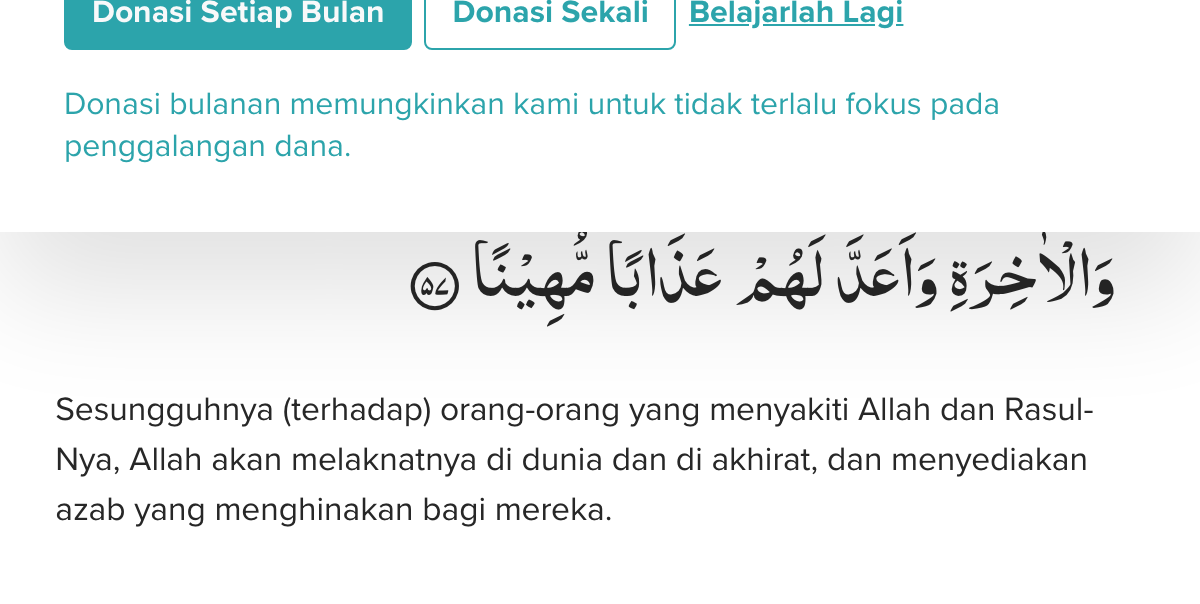 Donasi Setiap Bulan Donasi Sekali Belajarlah Lagi
Donasi bulanan memungkinkan kami untuk tidak terlalu fokus pada
penggalangan dana.
وَالْاٰخِرَةِ وَاَعَدَّ لَهُمْ عَذَابًا مُّهِيْنًا ۵۷
Sesungguhnya (terhadap) orang-orang yang menyakiti Allah dan Rasul-
Nya, Allah akan melaknatnya di dunia dan di akhirat, dan menyediakan
azab yang menghinakan bagi mereka.